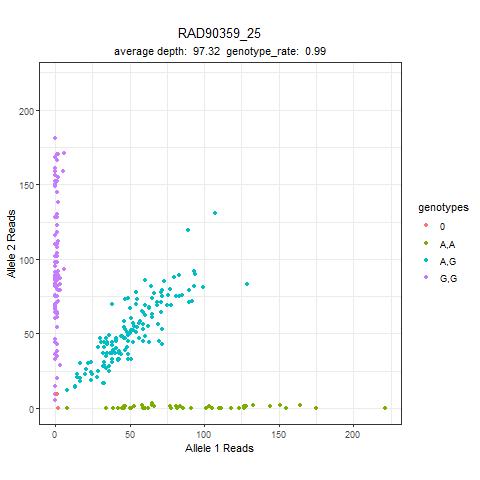 RAD90359_25
average depth:  97.32  genotype_rate:  0.99
Allele 2 Reads
200
150
100
50
0
0
50
100
150
200
Allele 1 Reads
genotypes
0
A,A
A,G
G,G